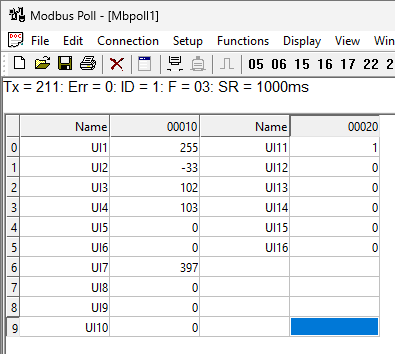 Modbus Poll - [Mbpoll1]
File Edit Connection Setup Functions Display View Win
05 06 15 16 17 22 2
Tx = 211: Err = 0: ID = 1: F = 03: SR = 1000ms
Name 00010 Name 00020
0 UI1 255 UI11 1
1 UI2 -33 UI12 0
2 UI3 102 UI13 0
3 UI4 103 UI14 0
4 UI5 0 UI15 0
5 UI6 0 UI16 0
6 UI7 397
7 UI8 0
8 UI9 0
9 UI10 0